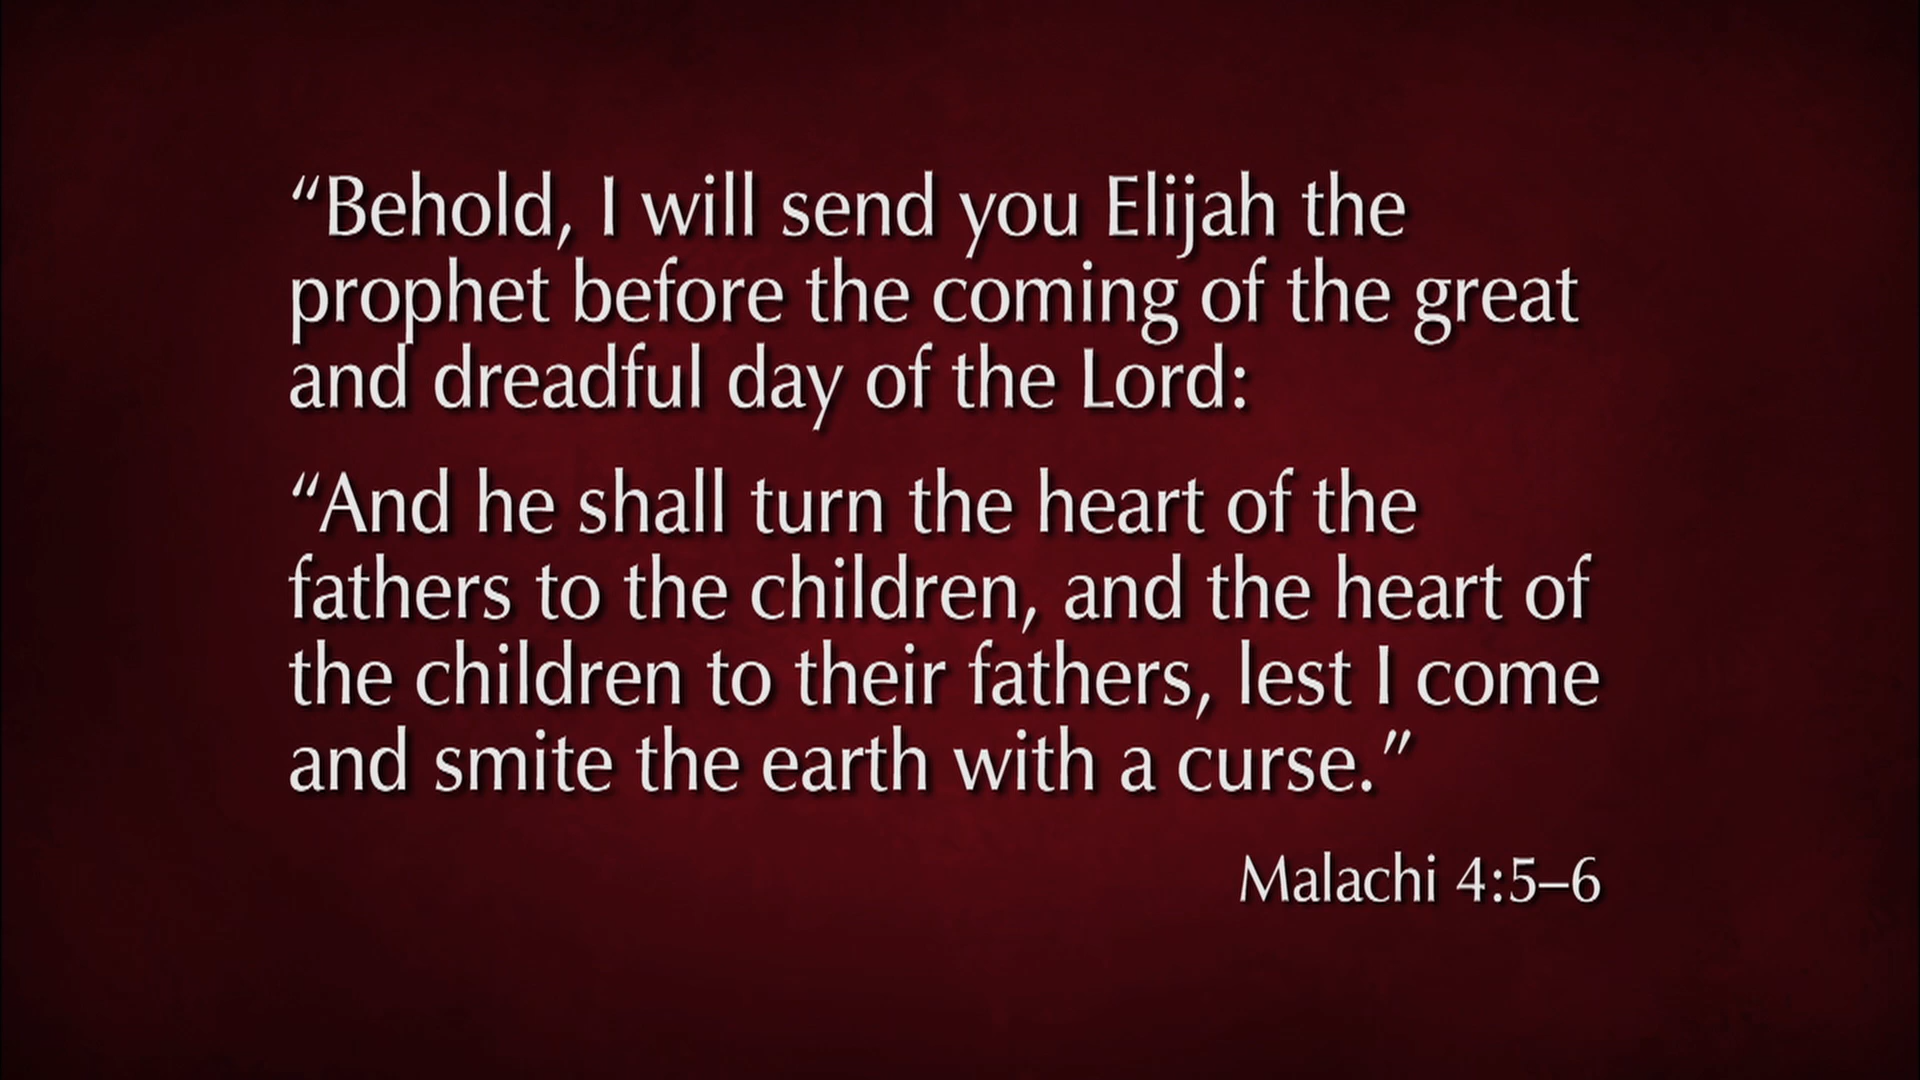 “Behold, I will send you Elijah the
prophet before the coming of the great
and dreadful day of the Lord:
“And he shall turn the heart of the
fathers to the children, and the heart of
the children to their fathers, lest I come
and smite the earth with a curse.”
Malachi 4:5–6